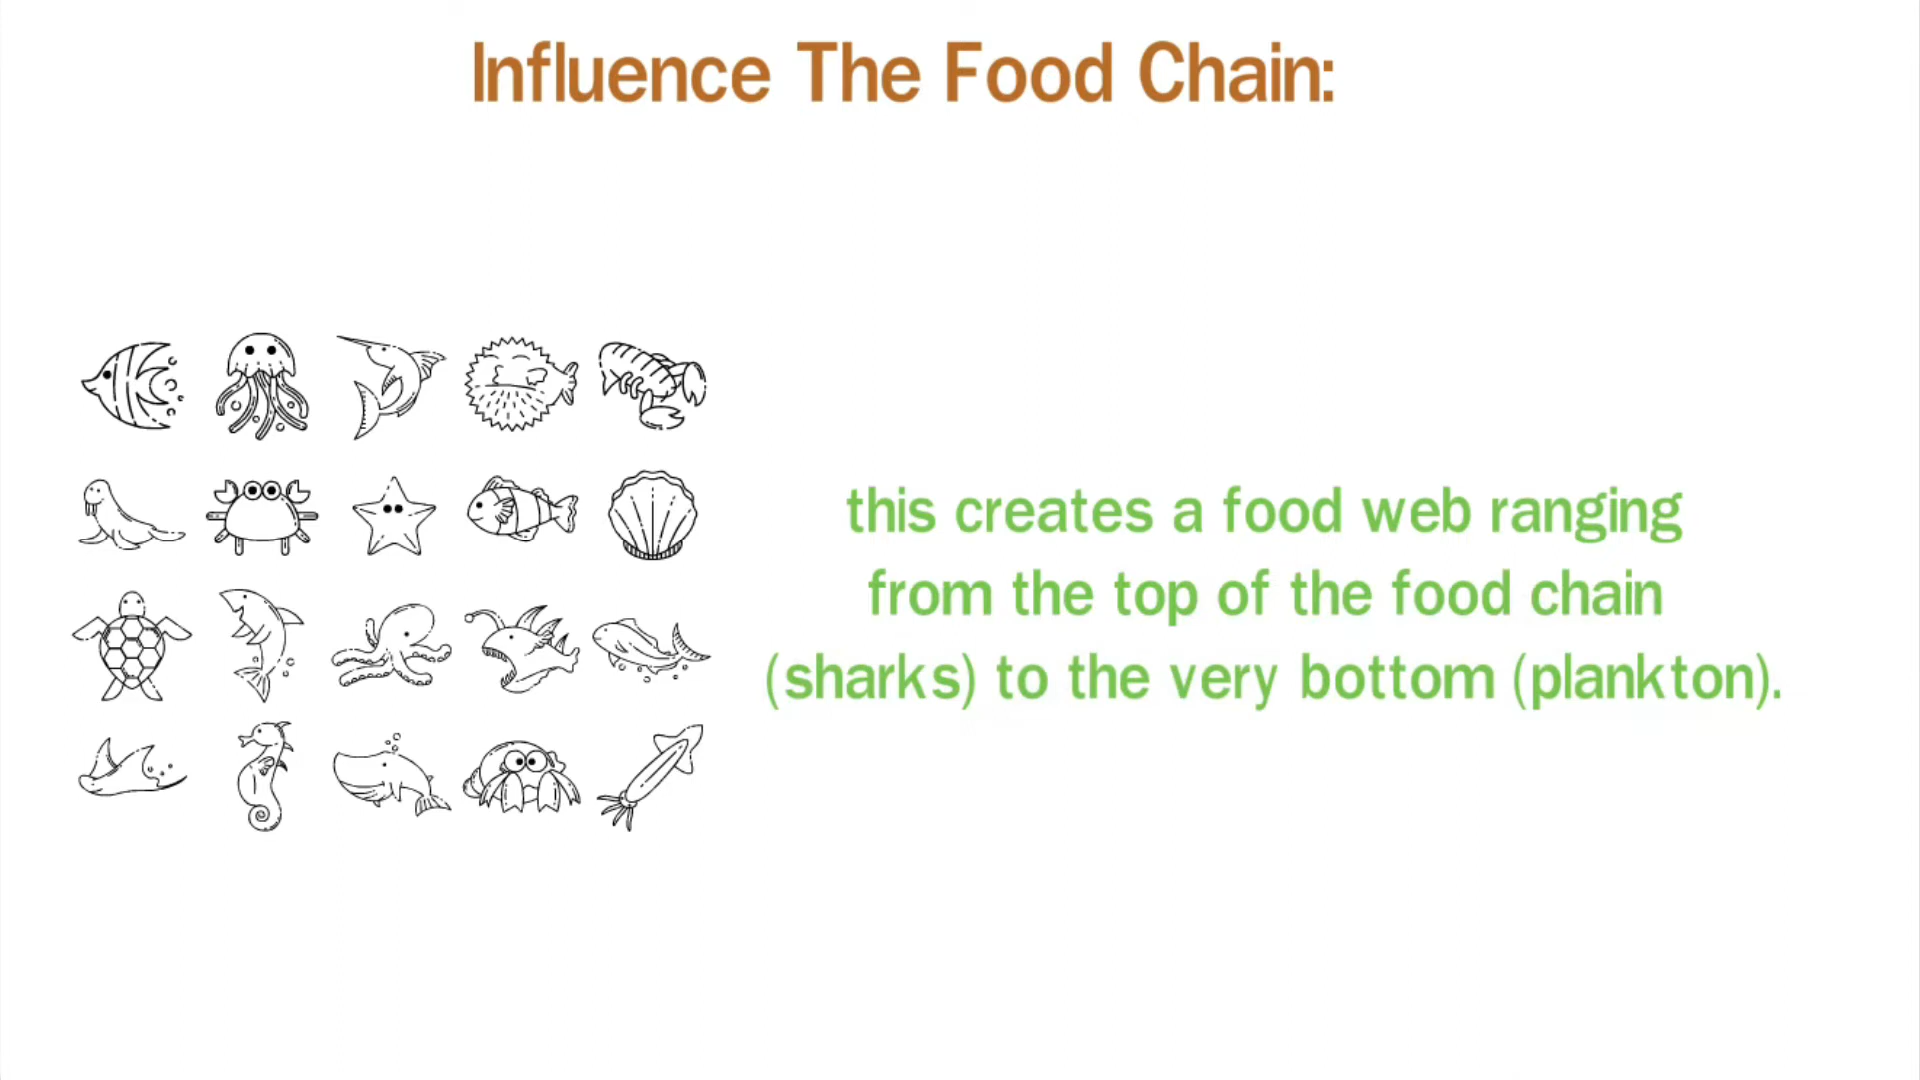 Influence The Food Chain:
this creates a food web ranging
from the top of the food chain
(sharks) to the very bottom (plankton).